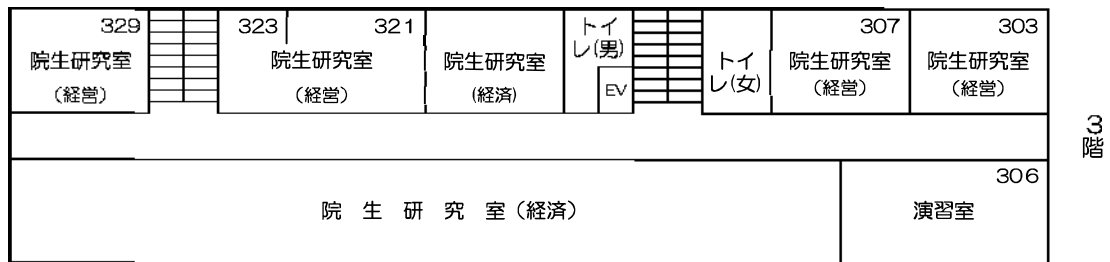 329
院生研究室
(経営)
323
321
院生研究室
(経営)
院生研究室
(経済)
トイ
レ(男)
EV
トイ
レ(女)
307
院生研究室
(経営)
303
院生研究室
(経営)
3
階
306
院生研究室(経済)
演習室